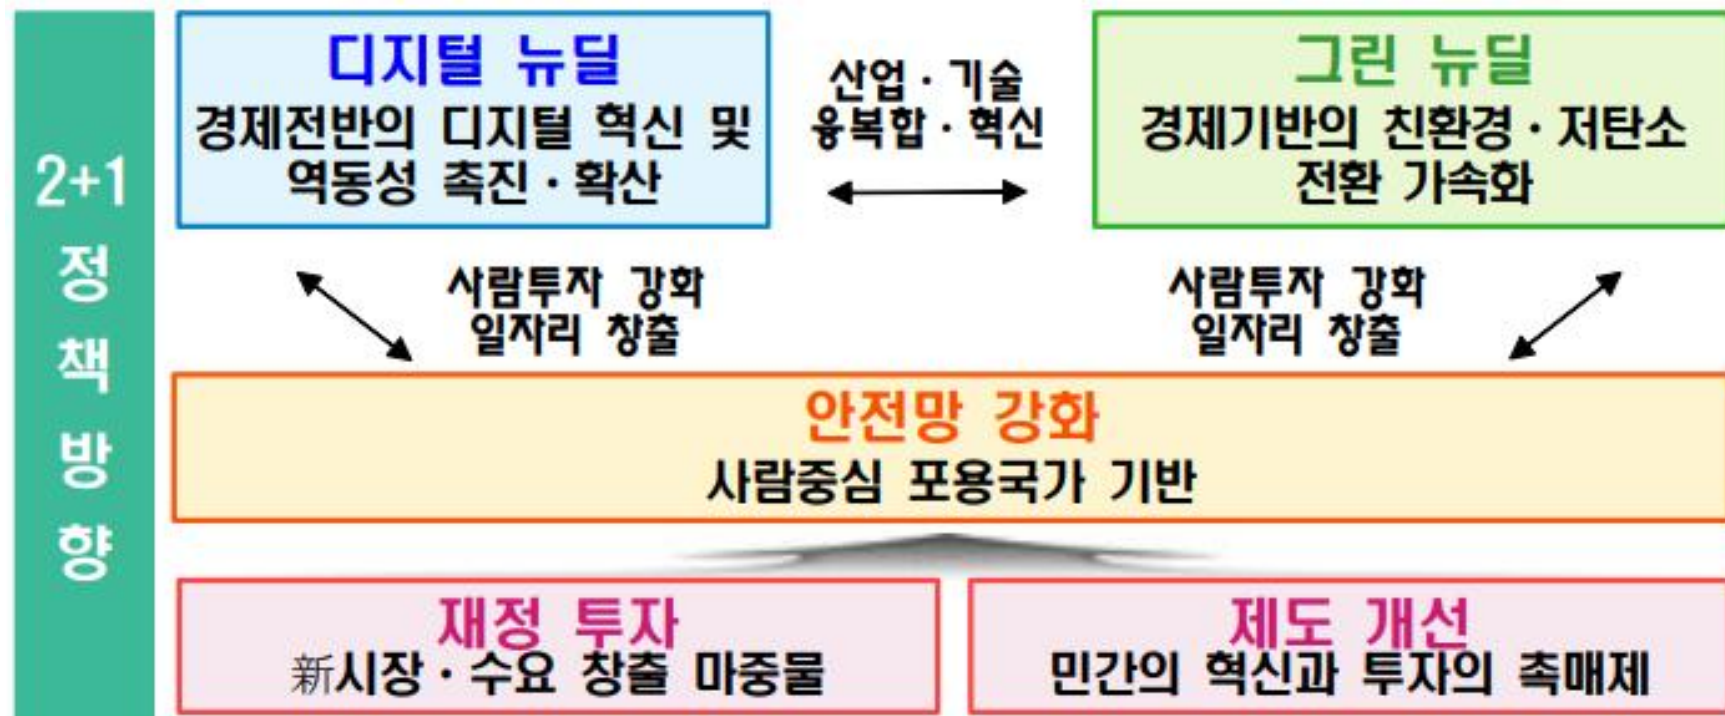 2+1
정
책
방
향
디지털 뉴딜
경제전반의 디지털 혁신 및
역동성 촉진·확산
산업·기술
융복합·혁신
그린 뉴딜
경제기반의 친환경·저탄소
전환 가속화
사람투자 강화
일자리 창출
사람투자 강화
일자리 창출
안전망 강화
사람중심 포용국가 기반
재정 투자
新시장·수요 창출 마중물
제도 개선
민간의 혁신과 투자의 촉매제